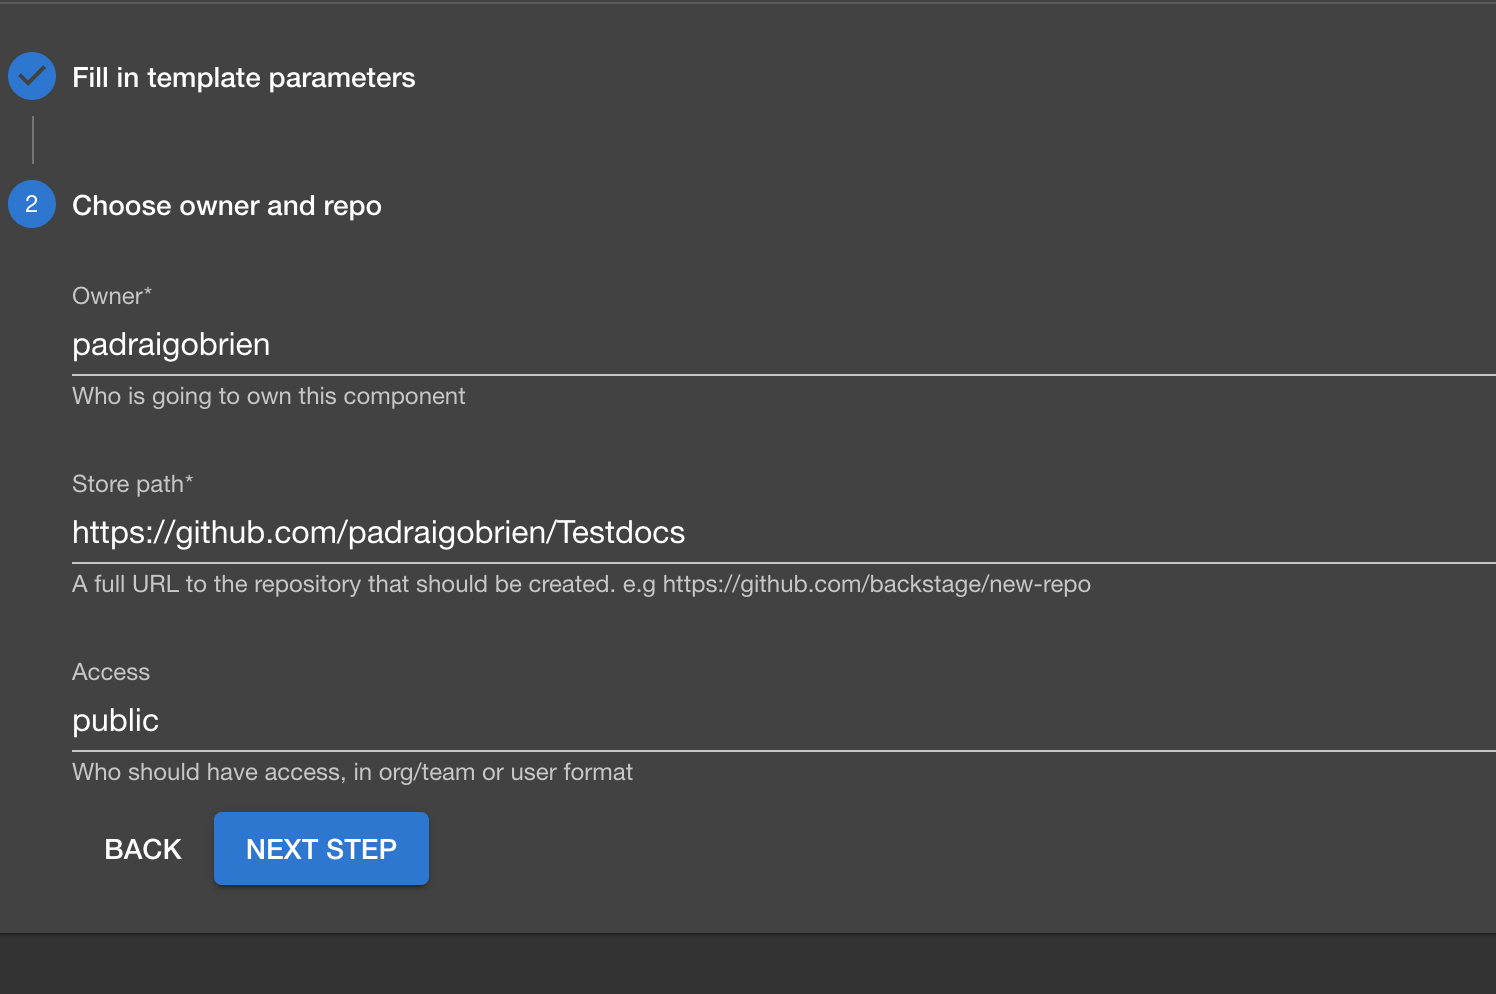 Fill in template parameters
2
Choose owner and repo
Owner*
padraigobrien
Who is going to own this component
Store path*
https://github.com/padraigobrien/Testdocs
A full URL to the repository that should be created. e.g https://github.com/backstage/new-repo
Access
public
Who should have access, in org/team or user format
BACK NEXT STEP